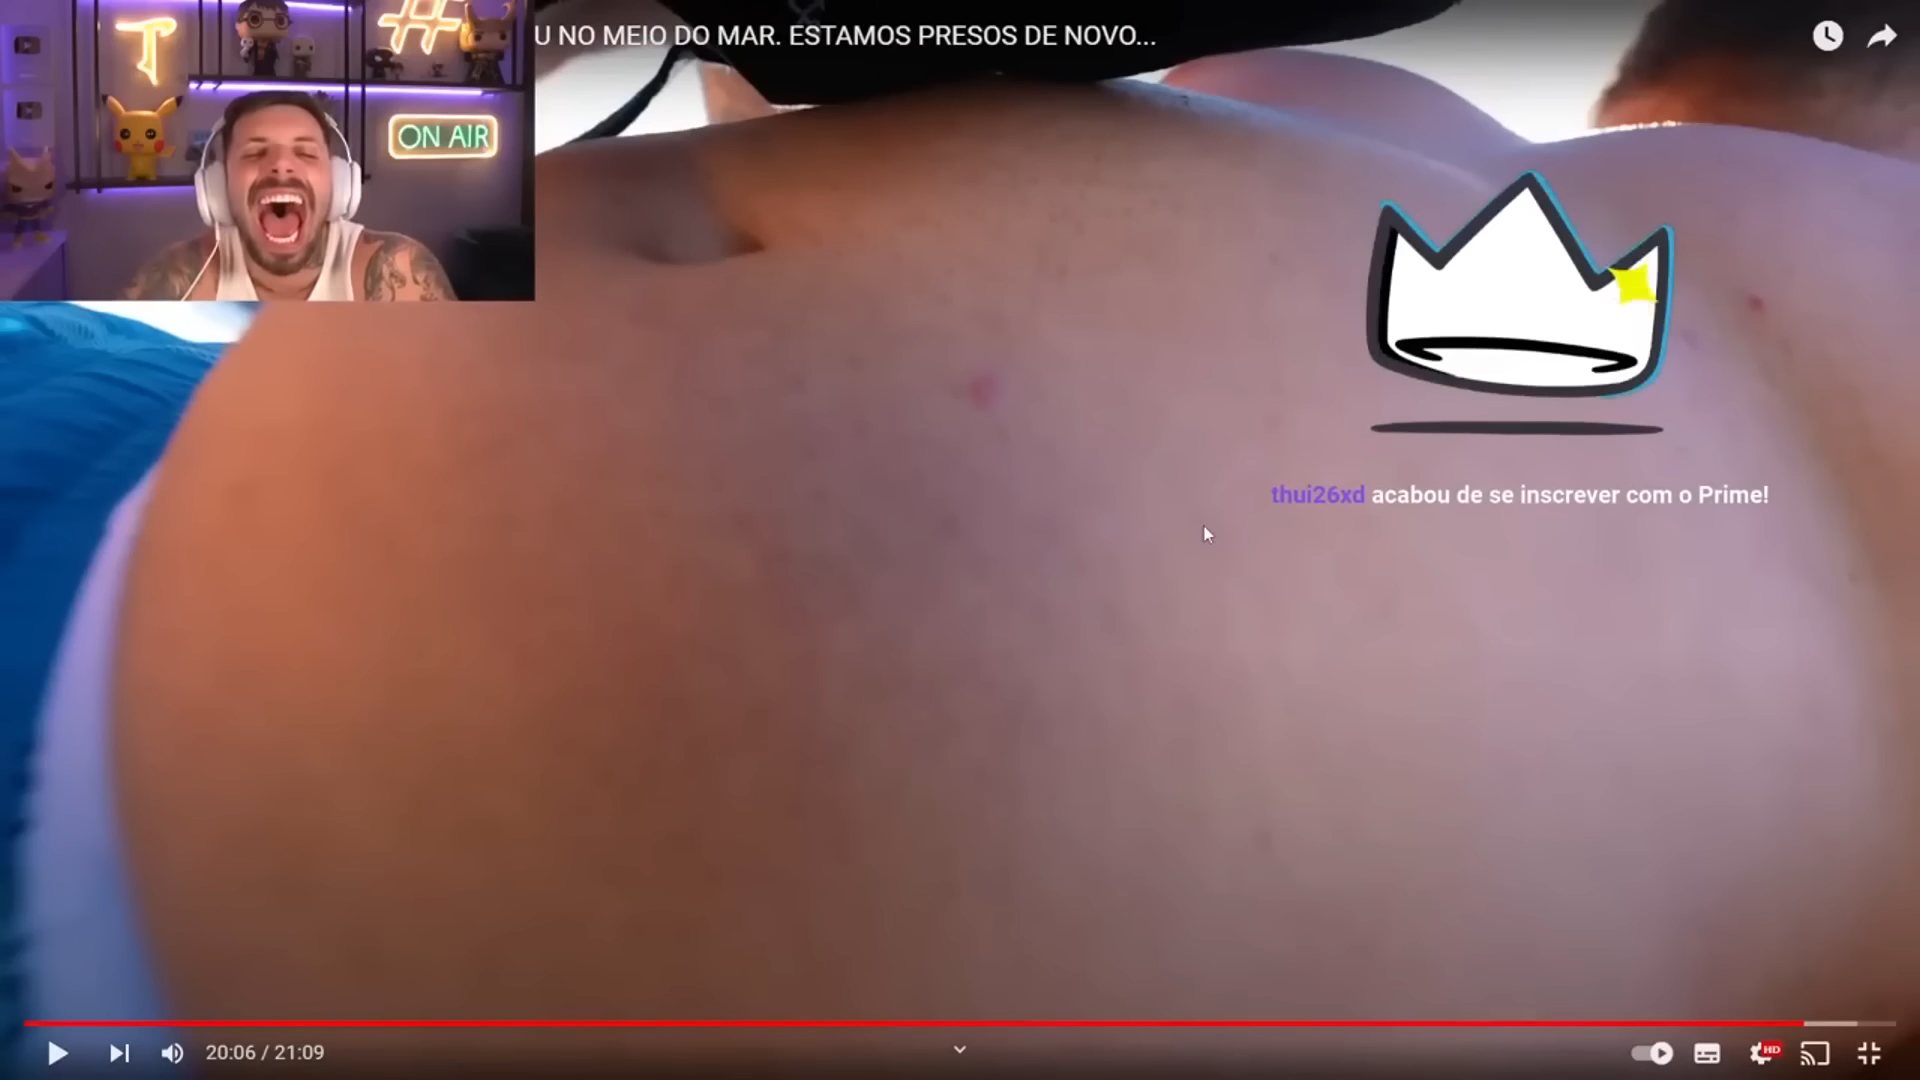 U NO MEIO DO MAR. ESTAMOS PRESOS DE NOVO...
T
#
ON AIR
thui26xd acabou de se inscrever com o Prime!
20:06 / 21:09
HD